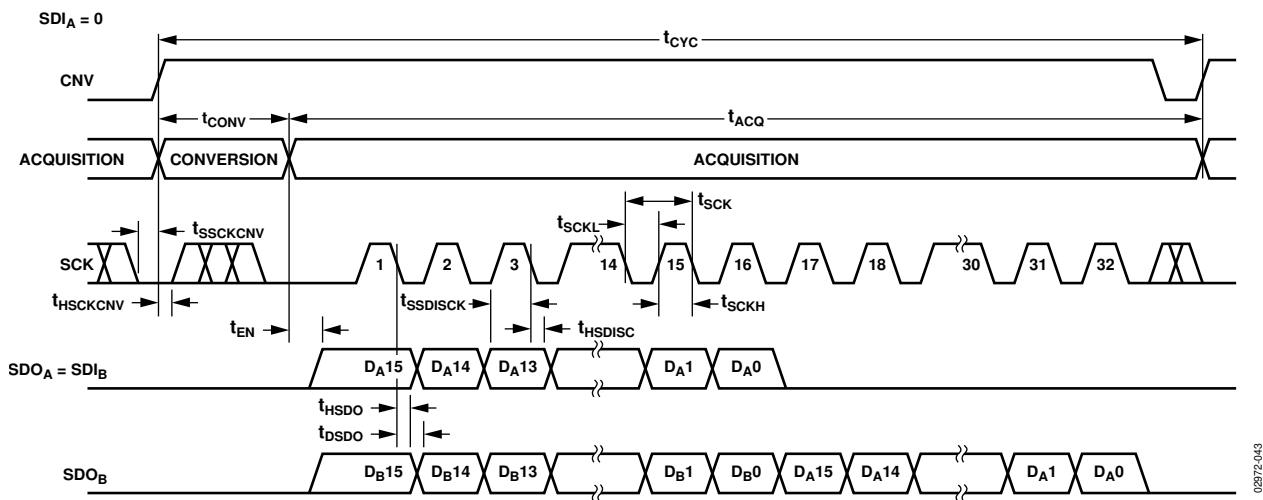 SDIA = 0
tCYC
CNV
tCONV
tACQ
ACQUISITION
CONVERSION
ACQUISITION
tSCK
tSCKL
tSSCKCNV
SCK
1
2
3
14
15
16
17
18
30
31
32
tHSCKCNV
tSSDISCK
tSCKH
tEN
tHSDISC
SDOA = SDIB
DA15
DA14
DA13
DA1
DA0
tHSDO
tDSDO
SDOB
DB15
DB14
DB13
DB1
DB0
DA15
DA14
DA1
DA0
02972-043